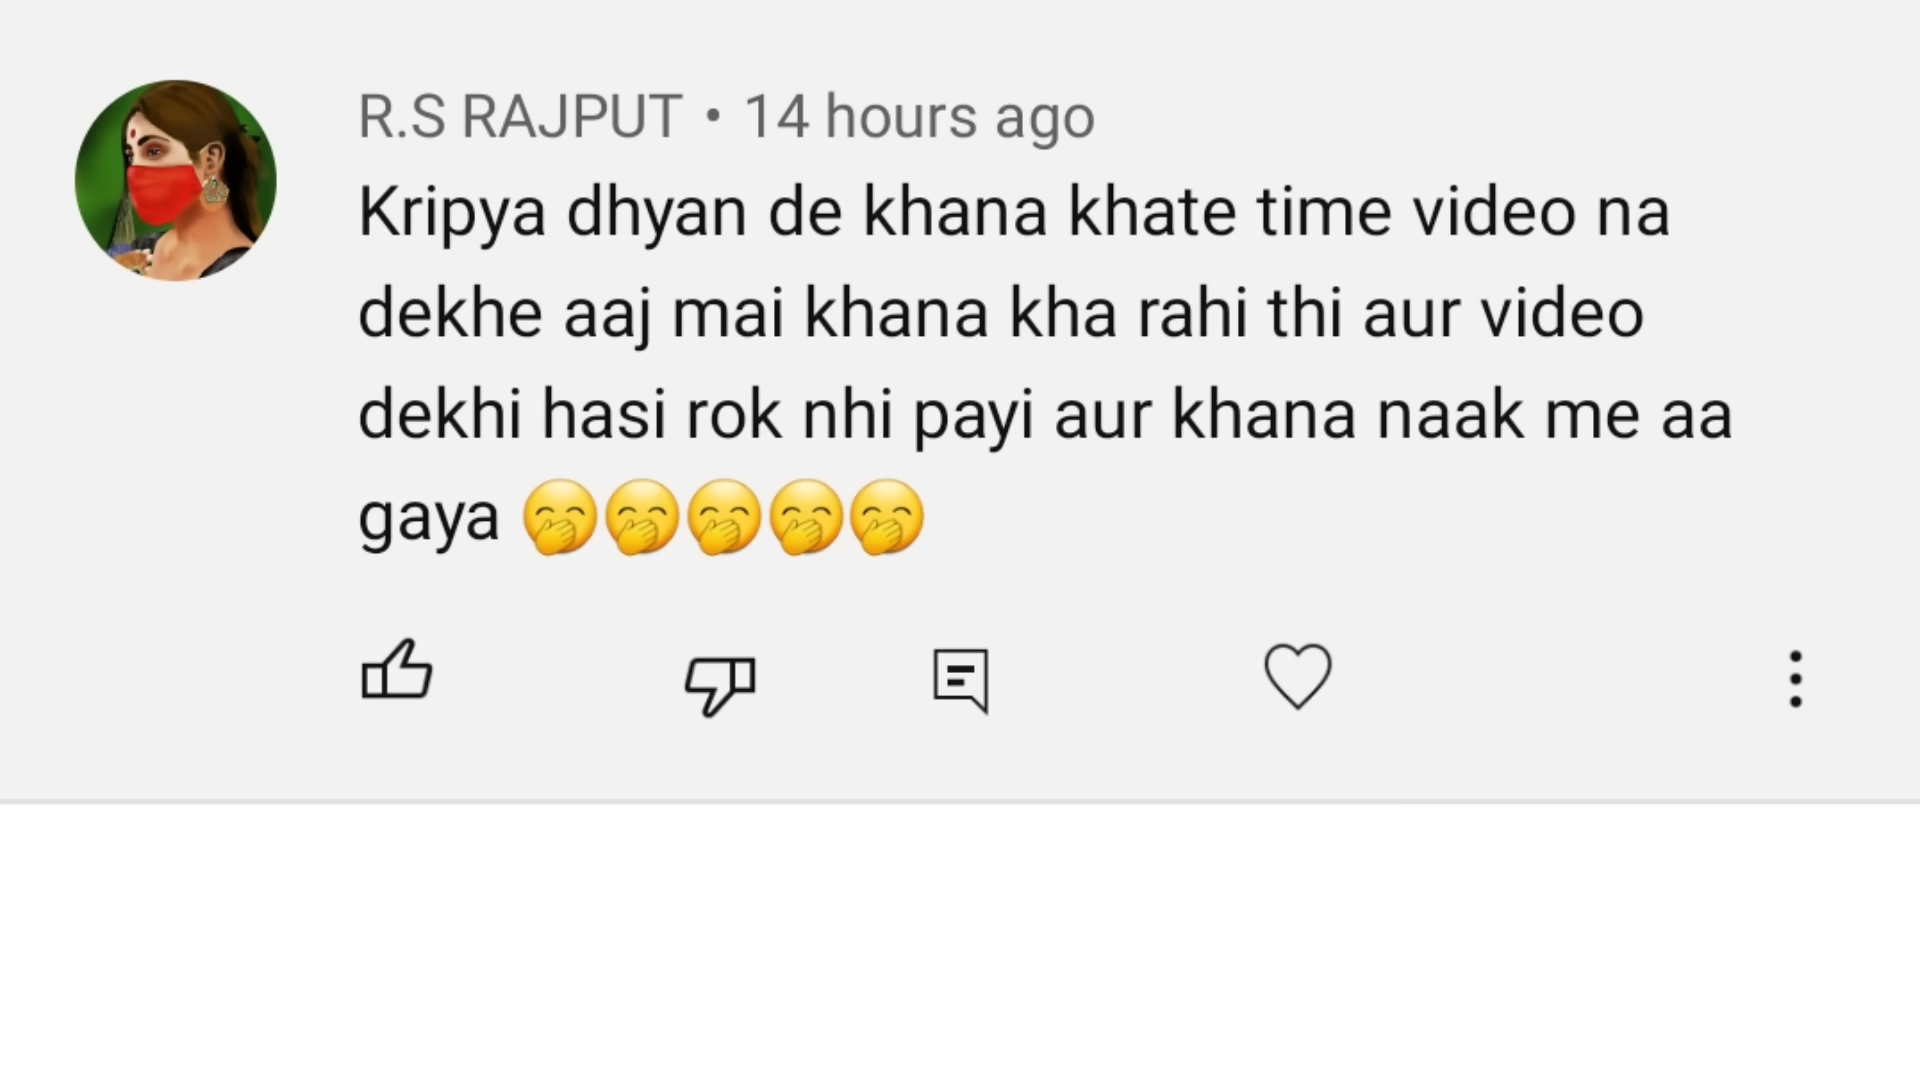 R.S RAJPUT • 14 hours ago
Kripya dhyan de khana khate time video na
dekhe aaj mai khana kha rahi thi aur video
dekhi hasi rok nhi payi aur khana naak me aa
gaya 🤭🤭🤭🤭🤭